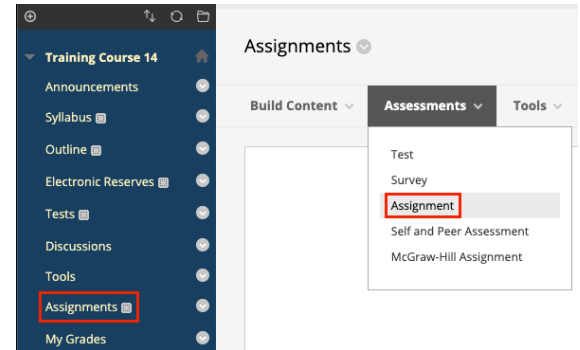 Training Course 14
Announcements
Syllabus
Outline
Electronic Reserves
Tests
Discussions
Tools
Assignments
My Grades
Assignments
Build Content
Assessments
Tools
Test
Survey
Assignment
Self and Peer Assessment
McGraw-Hill Assignment